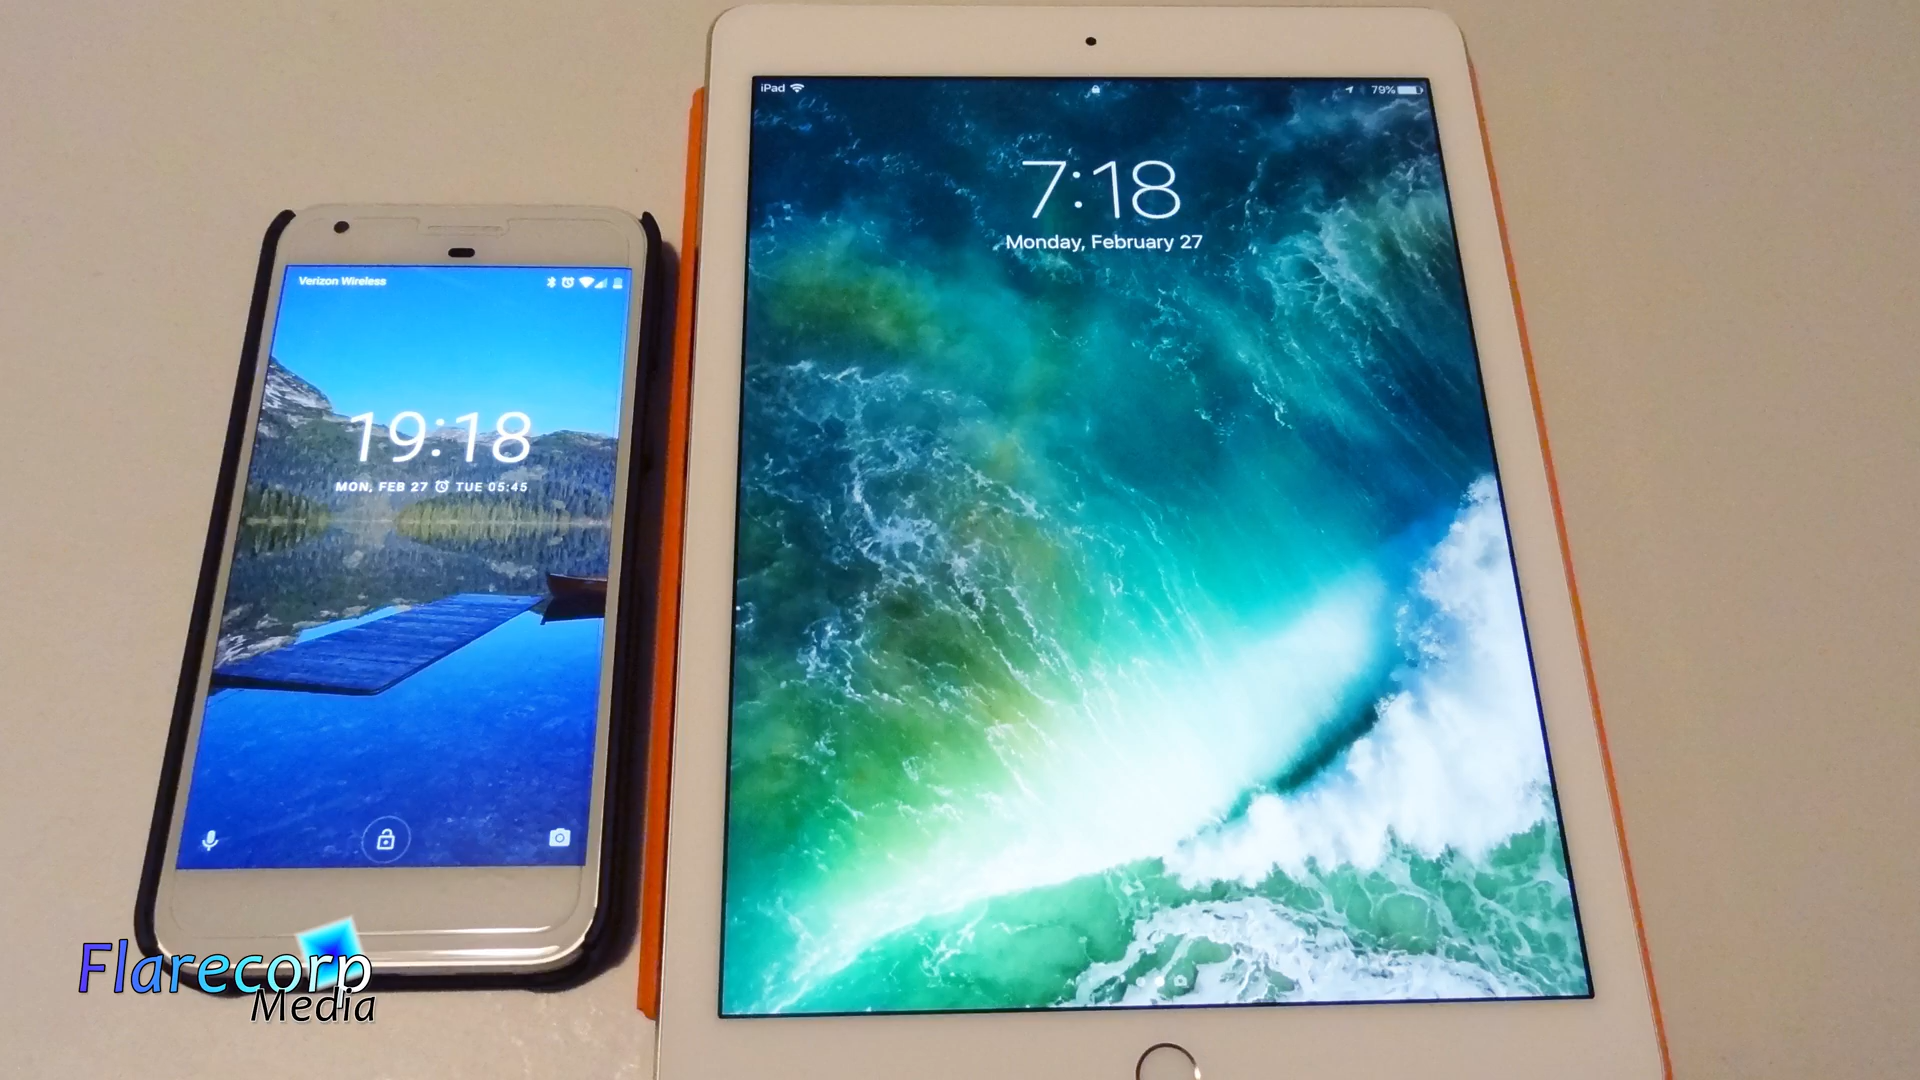 Verizon Wireless
19:18
MON, FEB 27 TUE 05:45
iPad
79%
7:18
Monday, February 27
Flarecorp
Media